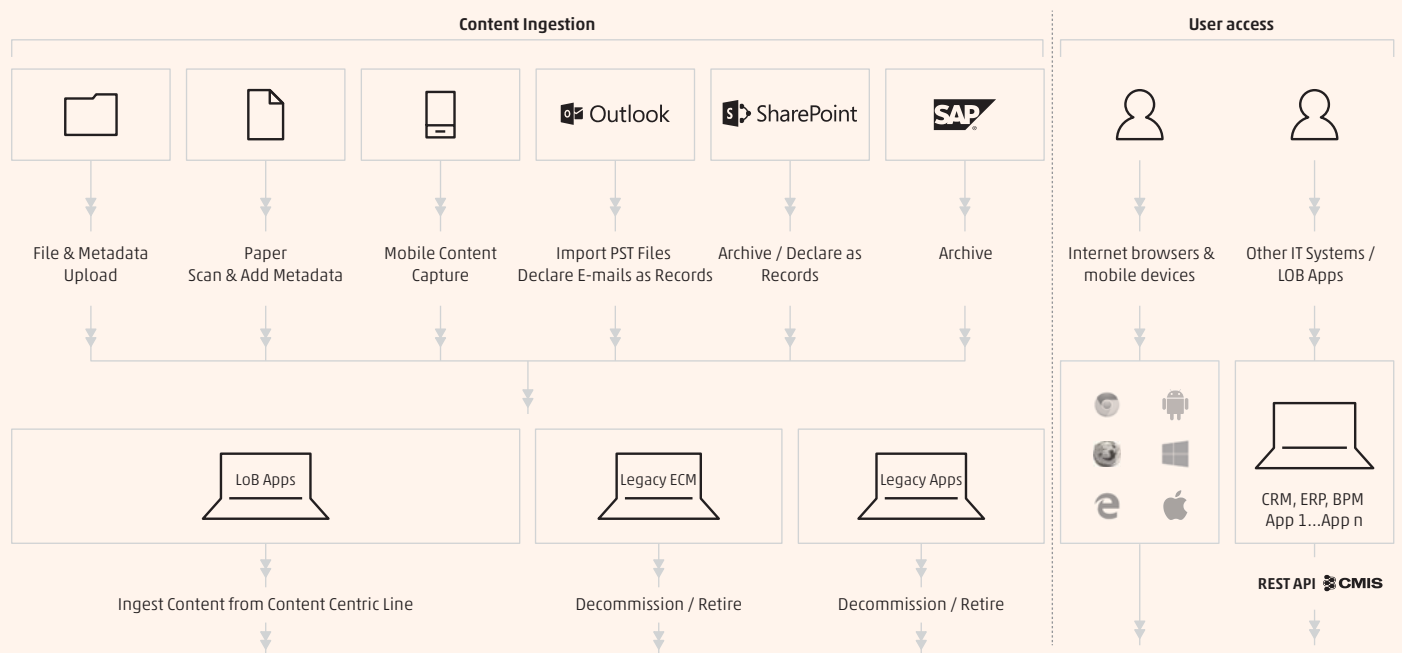 Content Ingestion
User access
Outlook
SharePoint
SAP
File & Metadata
Upload
Paper
Scan & Add Metadata
Mobile Content
Capture
Import PST Files
Declare E-mails as Records
Archive / Declare as
Records
Archive
Internet browsers &
mobile devices
Other IT Systems /
LOB Apps
LoB Apps
Legacy ECM
Legacy Apps
CRM, ERP, BPM
App 1...App n
REST API CMIS
Ingest Content from Content Centric Line
Decommission / Retire
Decommission / Retire